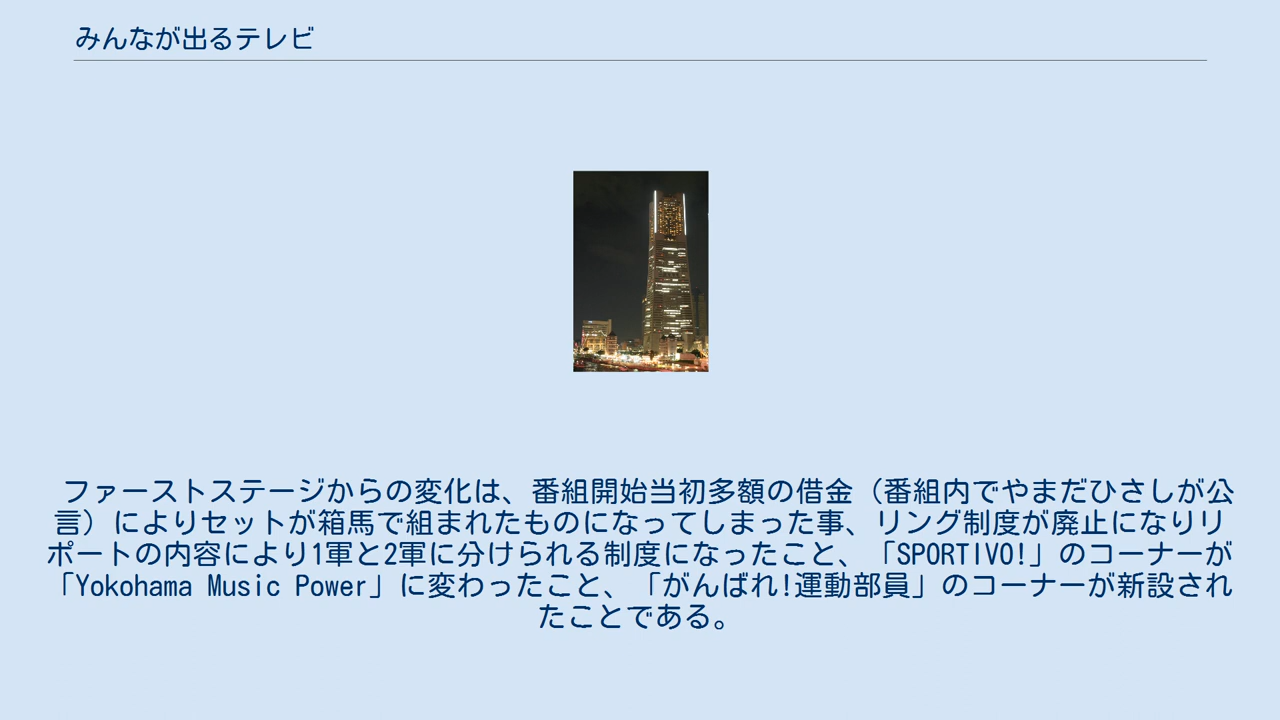 みんなが出るテレビ
ファーストステージからの変化は、番組開始当初多額の借金（番組内でやまだひさしが公
言）によりセットが箱馬で組まれたものになってしまった事、リング制度が廃止になりリ
ポートの内容により1軍と2軍に分けられる制度になったこと、「SPORTIVO!」のコーナーが
「Yokohama Music Power」に変わったこと、「がんばれ!運動部員」のコーナーが新設され
たことである。